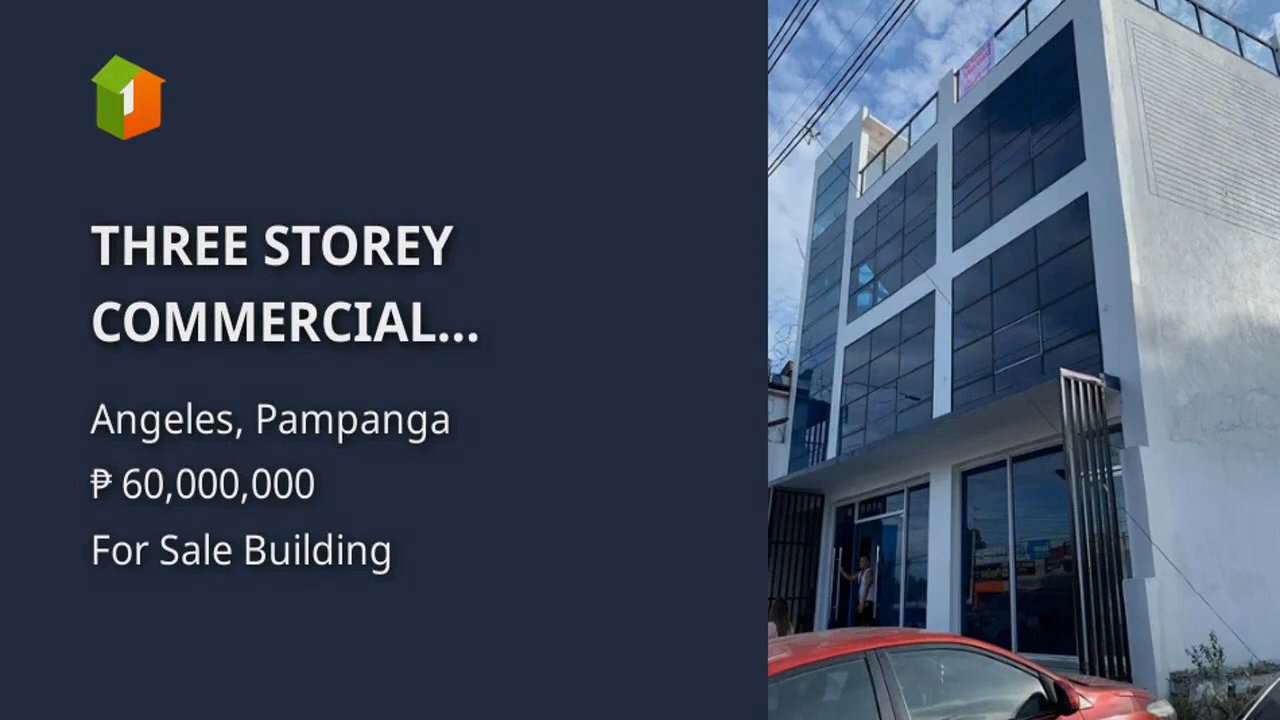 THREE STOREY
COMMERCIAL...
Angeles, Pampanga
₱ 60,000,000
For Sale Building